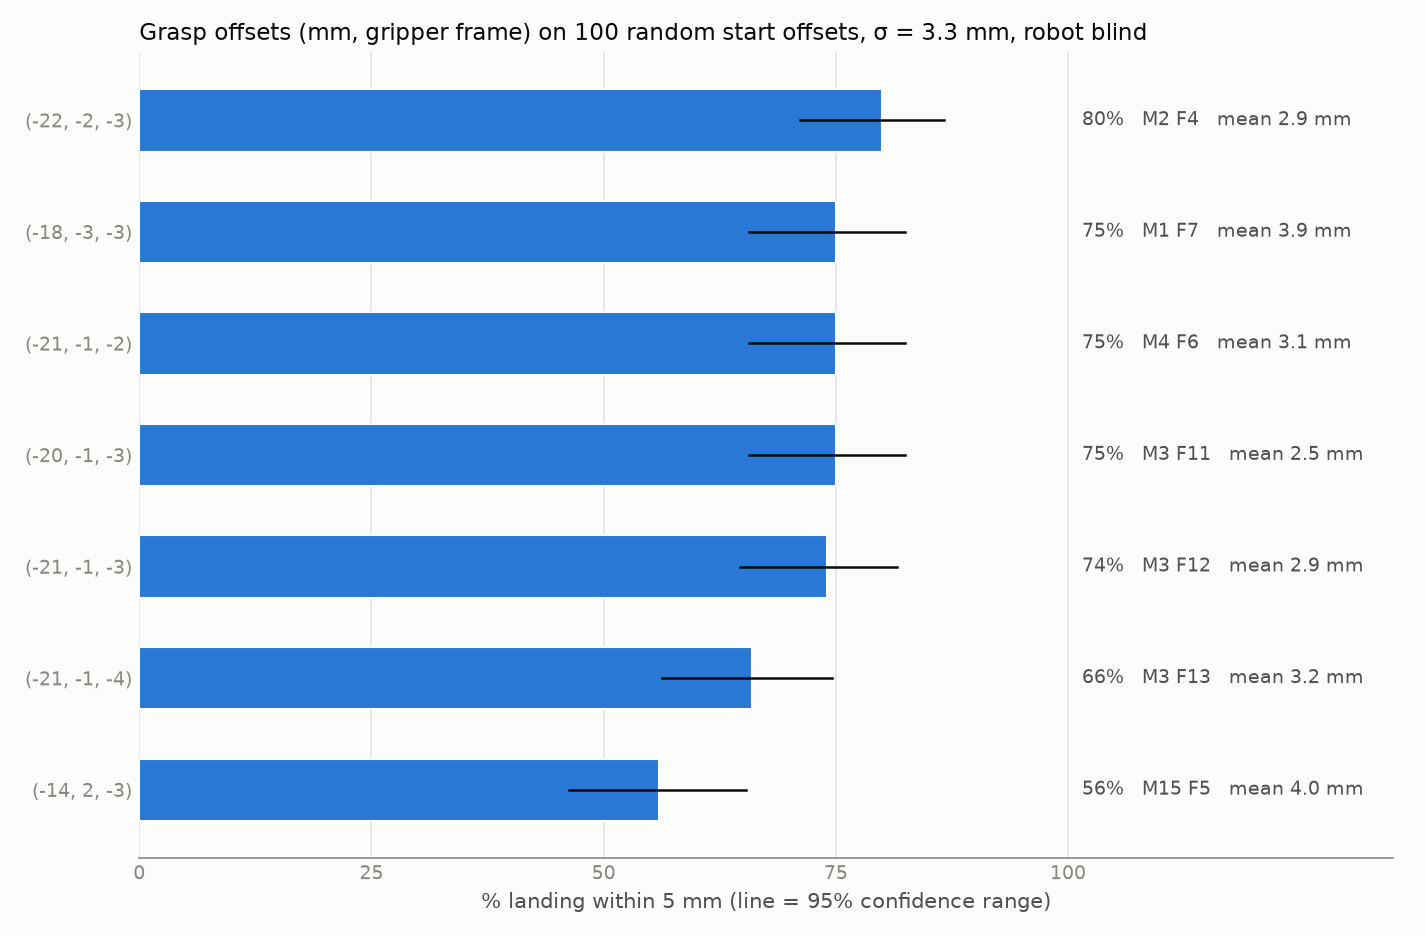 Grasp offsets (mm, gripper frame) on 100 random start offsets, σ = 3.3 mm, robot blind
(-22, -2, -3) 80% M2 F4 mean 2.9 mm
(-18, -3, -3) 75% M1 F7 mean 3.9 mm
(-21, -1, -2) 75% M4 F6 mean 3.1 mm
(-20, -1, -3) 75% M3 F11 mean 2.5 mm
(-21, -1, -3) 74% M3 F12 mean 2.9 mm
(-21, -1, -4) 66% M3 F13 mean 3.2 mm
(-14, 2, -3) 56% M15 F5 mean 4.0 mm
0 25 50 75 100
% landing within 5 mm (line = 95% confidence range)